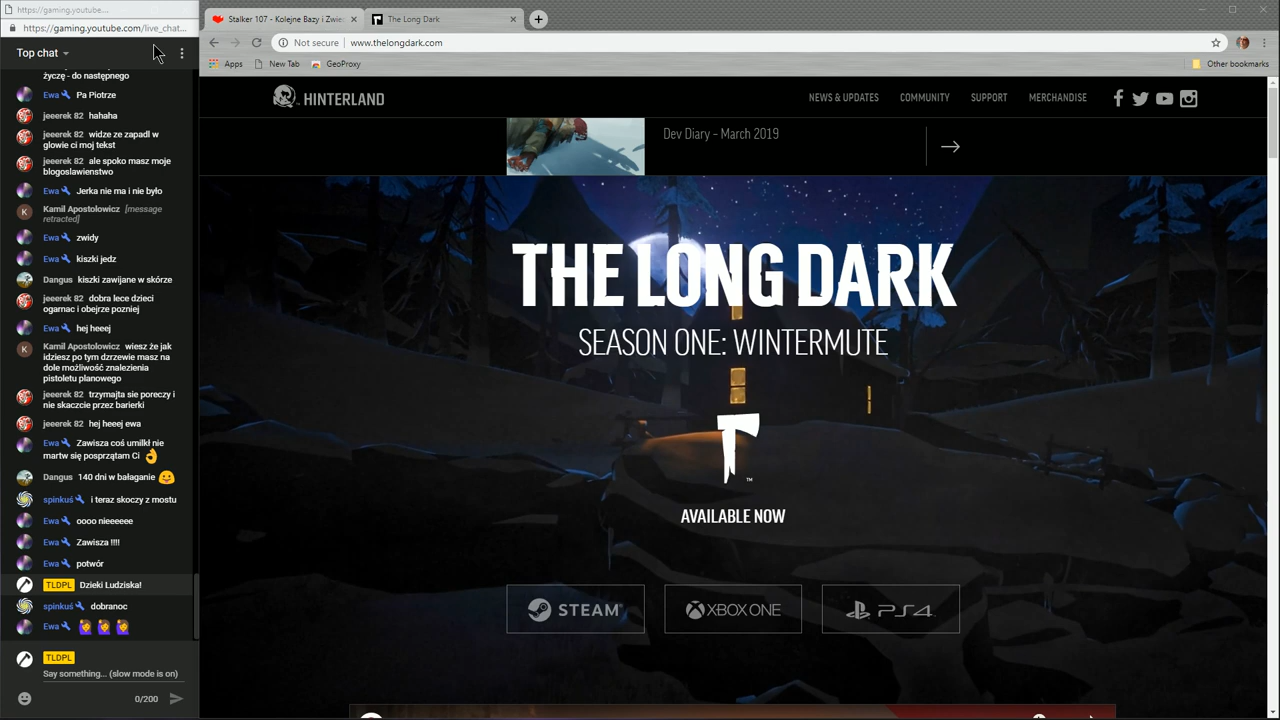 https://gaming.youtube....
https://gaming.youtube.com/live_chat...
Top chat
życzę - do następnego
Ewa Pa Piotrze
jeeerek 82 hahaha
jeeerek 82 widze ze zapadl w
glowie ci moj tekst
jeeerek 82 ale spoko masz moje
blogoslawienstwo
Ewa Jerka nie ma i nie było
Kamil Apostolowicz [message
retracted]
Ewa zwidy
Ewa kiszki jedz
Dangus kiszki zawijane w skórze
jeeerek 82 dobra lece dzieci
ogarnac i obejrze pozniej
Ewa hej heeej
Kamil Apostolowicz wiesz że jak
idziesz po tym dzrzewie masz na
dole możliwość znalezienia
pistoletu planowego
jeeerek 82 trzymajta sie poreczy i
nie skaczcie przez barierki
jeeerek 82 hej heeej ewa
Ewa Zawisza coś umilkł nie
martw się posprzątam Ci 👌
Dangus 140 dni w bałaganie 🙂
spinkuś i teraz skoczy z mostu
Ewa oooo nieeeeee
Ewa Zawisza !!!!
Ewa potwór
TLDPL Dzieki Ludziska!
spinkuś dobranoc
Ewa 🙋‍♀️ 🙋‍♀️ 🙋‍♀️
TLDPL
Say something... (slow mode is on)
0/200
Stalker 107 - Kolejne Bazy i Zwie
The Long Dark
Not secure www.thelongdark.com
Apps New Tab GeoProxy Other bookmarks
HINTERLAND NEWS & UPDATES COMMUNITY SUPPORT MERCHANDISE
Dev Diary – March 2019
THE LONG DARK
SEASON ONE: WINTERMUTE
™
AVAILABLE NOW
STEAM XBOX ONE PS4